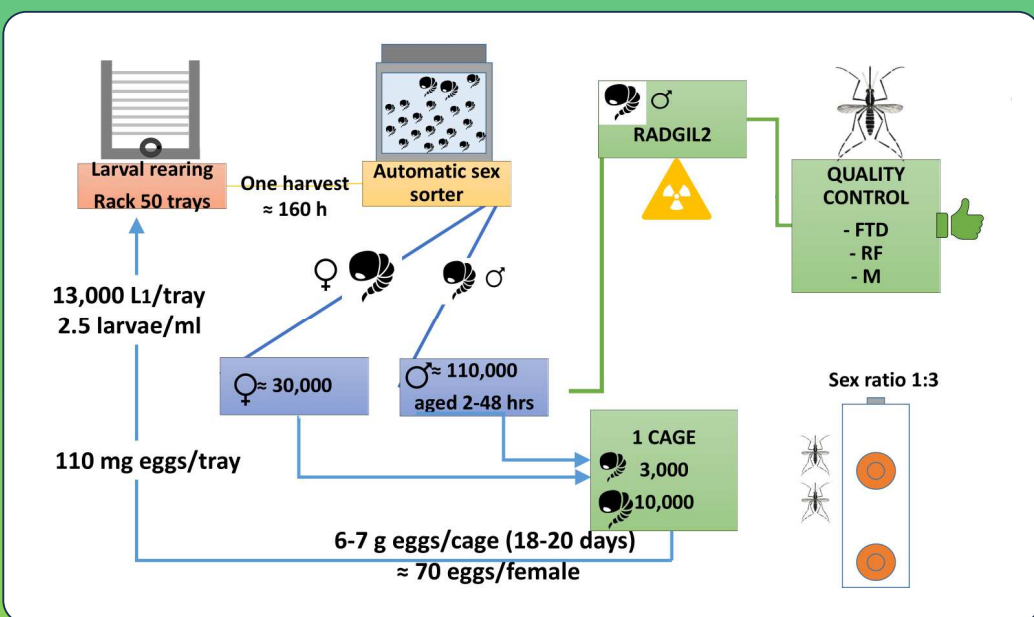 Larval rearing
Rack 50 trays
One harvest
≈ 160 h
Automatic sex
sorter
♂
RADGIL2
QUALITY
CONTROL
- FTD
- RF
- M
♀
♂
13,000 L1/tray
2.5 larvae/ml
♀≈ 30,000
♂≈ 110,000
aged 2-48 hrs
Sex ratio 1:3
1 CAGE
3,000
10,000
110 mg eggs/tray
6-7 g eggs/cage (18-20 days)
≈ 70 eggs/female